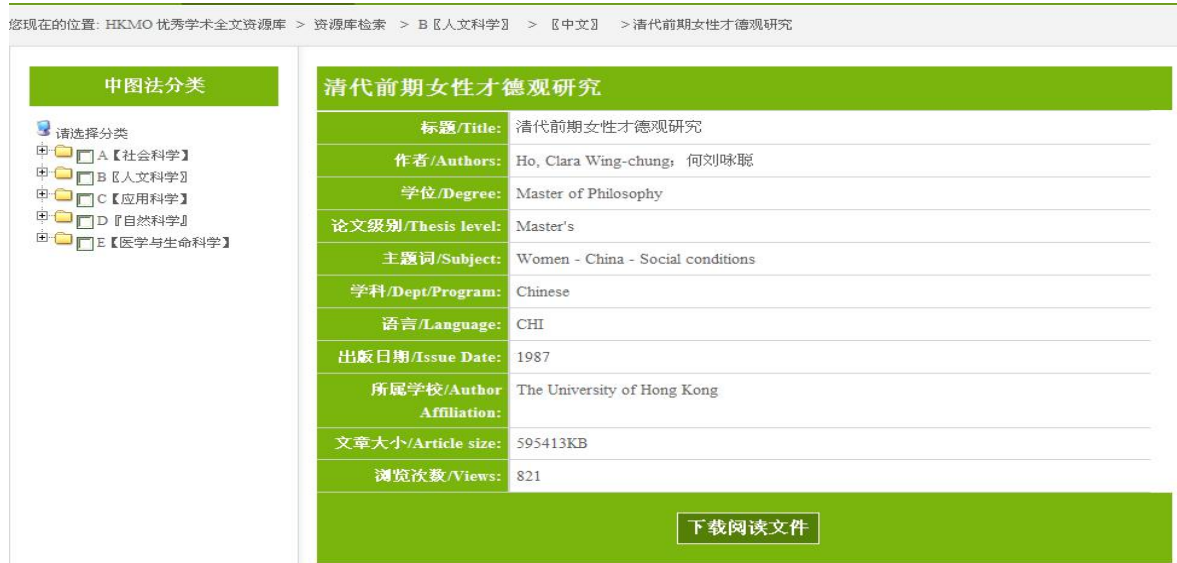 您现在的位置: HKMO 优秀学术全文资源库 > 资源库检索 > B〖人文科学〗 > 〖中文〗 >清代前期女性才德观研究
中图法分类
请选择分类
A【社会科学】
B〖人文科学〗
C【应用科学】
D『自然科学』
E【医学与生命科学】
清代前期女性才德观研究
标题/Title: 清代前期女性才德观研究
作者/Authors: Ho, Clara Wing-chung; 何刘咏聪
学位/Degree: Master of Philosophy
论文级别/Thesis level: Master's
主题词/Subject: Women - China - Social conditions
学科/Dept/Program: Chinese
语言/Language: CHI
出版日期/Issue Date: 1987
所属学校/Author The University of Hong Kong
Affiliation:
文章大小/Article size: 595413KB
浏览次数/Views: 821
下载阅读文件